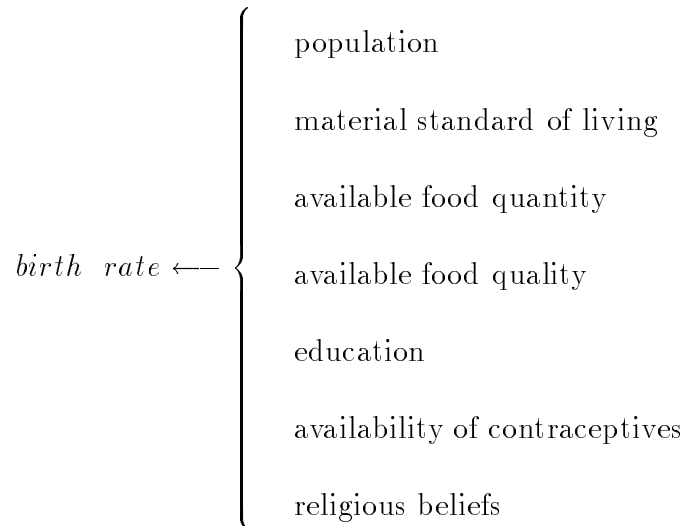 population
material standard of living
available food quantity
birth rate ⟵
available food quality
education
availability of contraceptives
religious beliefs